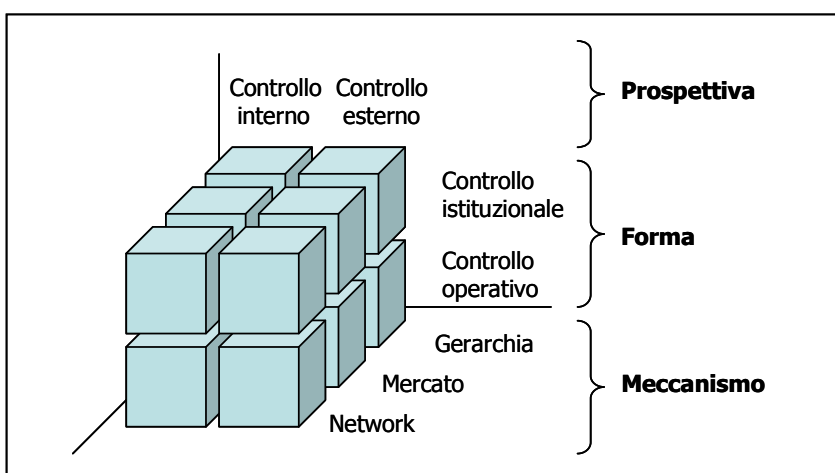 Controllo interno
Controllo esterno
Prospettiva
Controllo
istituzionale
Forma
Controllo
operativo
Gerarchia
Mercato
Meccanismo
Network